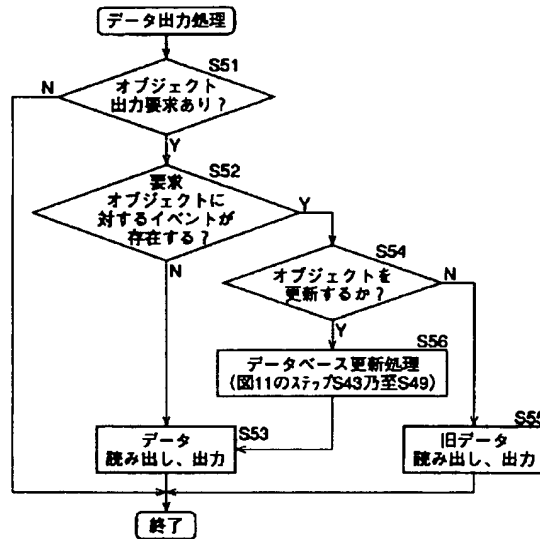 データ出力処理
S51
オブジェクト
出力要求あり?
N
Y
S52
要求
オブジェクトに
対するイベントが
存在する?
Y
N
S54
オブジェクトを
更新するか?
N
Y
S56
データベース更新処理
(図11のステップS43乃至S49)
S53
データ
読み出し、出力
S55
旧データ
読み出し、出力
終了